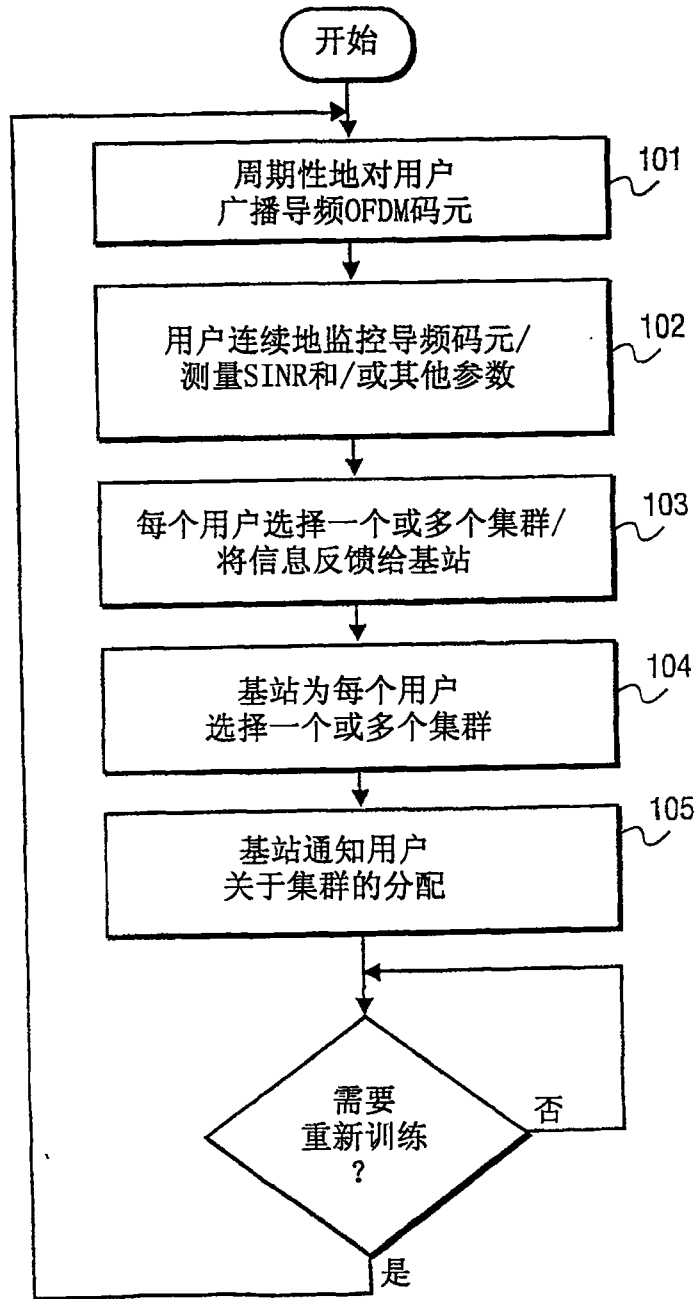 开始
周期性地对用户
广播导频OFDM码元
101
用户连续地监控导频码元/
测量SINR和/或其他参数
102
每个用户选择一个或多个集群/
将信息反馈给基站
103
基站为每个用户
选择一个或多个集群
104
基站通知用户
关于集群的分配
105
需要
重新训练
?
否
是